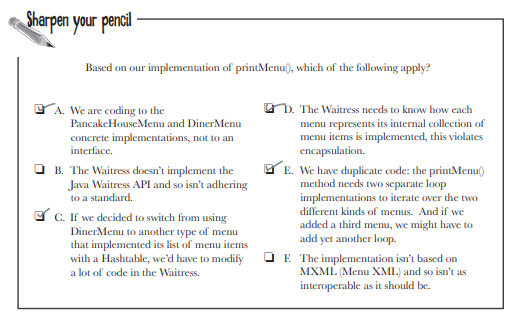 Sharpen your pencil
Based on our implementation of printMenu(), which of the following apply?
A. We are coding to the
PancakeHouseMenu and DinerMenu
concrete implementations, not to an
interface.
B. The Waitress doesn't implement the
Java Waitress API and so isn't adhering
to a standard.
C. If we decided to switch from using
DinerMenu to another type of menu
that implemented its list of menu items
with a Hashtable, we'd have to modify
a lot of code in the Waitress.
D. The Waitress needs to know how each
menu represents its internal collection of
menu items is implemented, this violates
encapsulation.
E. We have duplicate code: the printMenu()
method needs two separate loop
implementations to iterate over the two
different kinds of menus. And if we
added a third menu, we might have to
add yet another loop.
F. The implementation isn't based on
MXML (Menu XML) and so isn't as
interoperable as it should be.